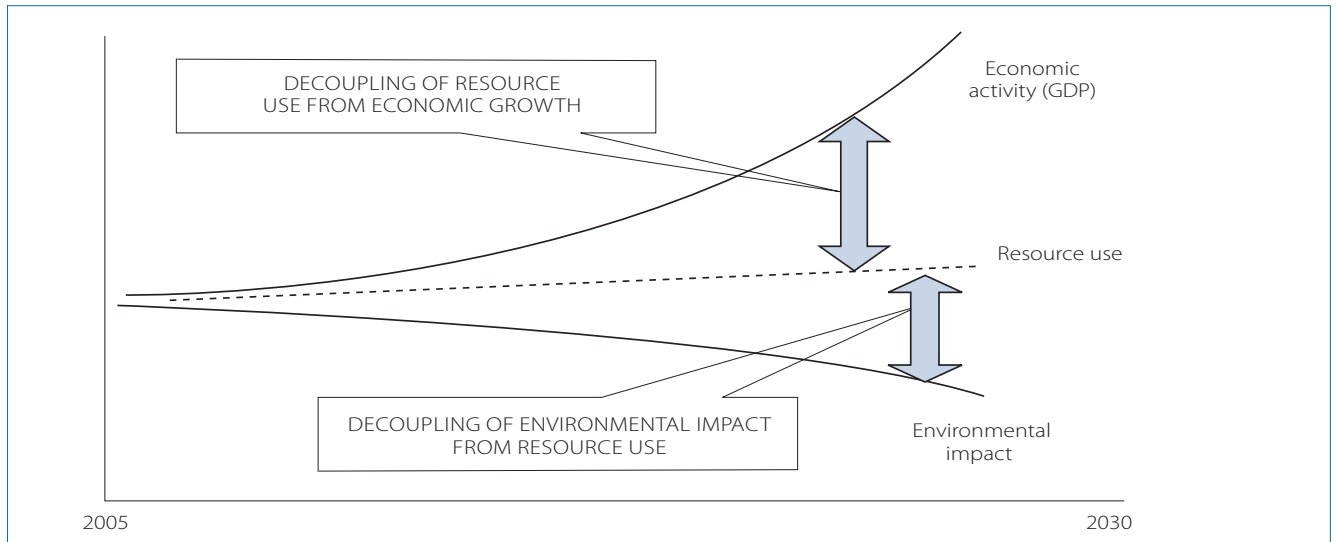 DECOUPLING OF RESOURCE
USE FROM ECONOMIC GROWTH
Economic
activity (GDP)
Resource use
DECOUPLING OF ENVIRONMENTAL IMPACT
FROM RESOURCE USE
Environmental
impact
2005
2030